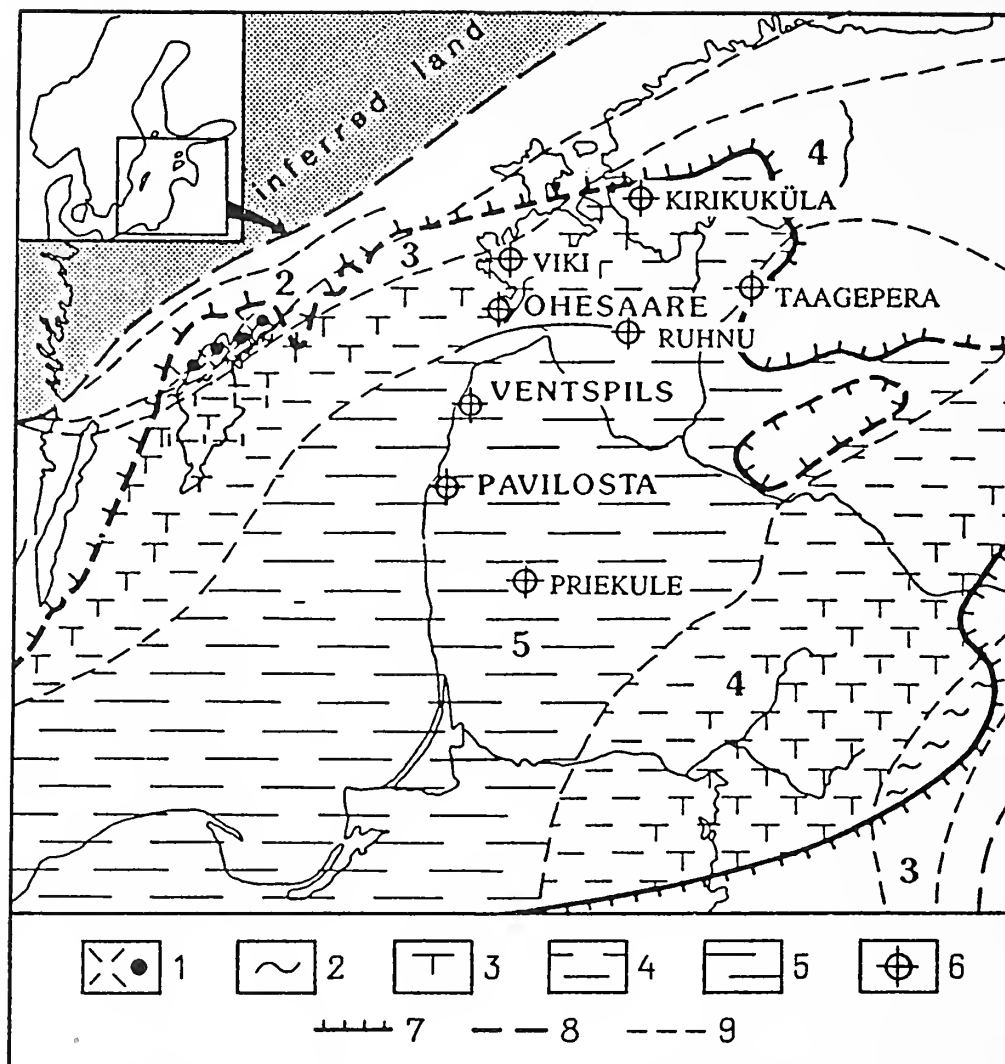 inferred land
4
KIRIKUKÜLA
2
3
VIKI
OHESAARE
TAAGEPERA
RUHNU
VENTSPILS
PAVILOSTA
PRIEKULE
5
4
3
1 2 3 4 5 6
7 8 9